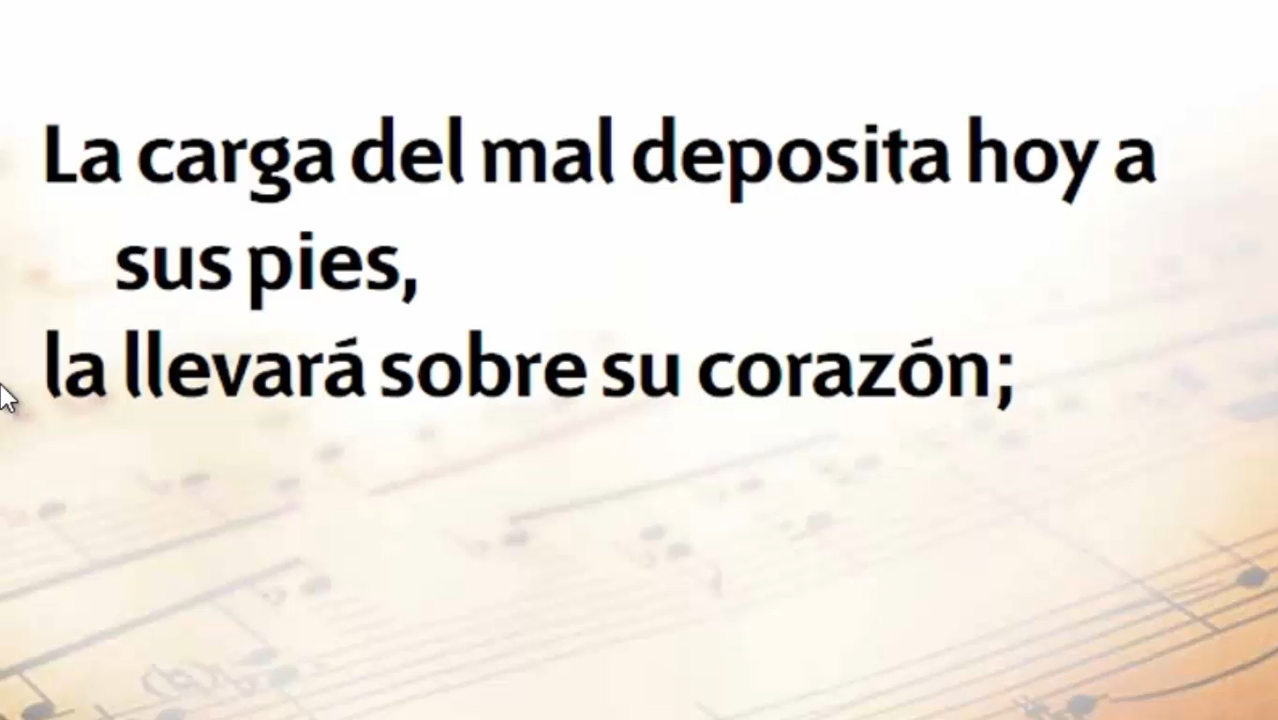 La carga del mal deposita hoy a
sus pies,
la llevará sobre su corazón;